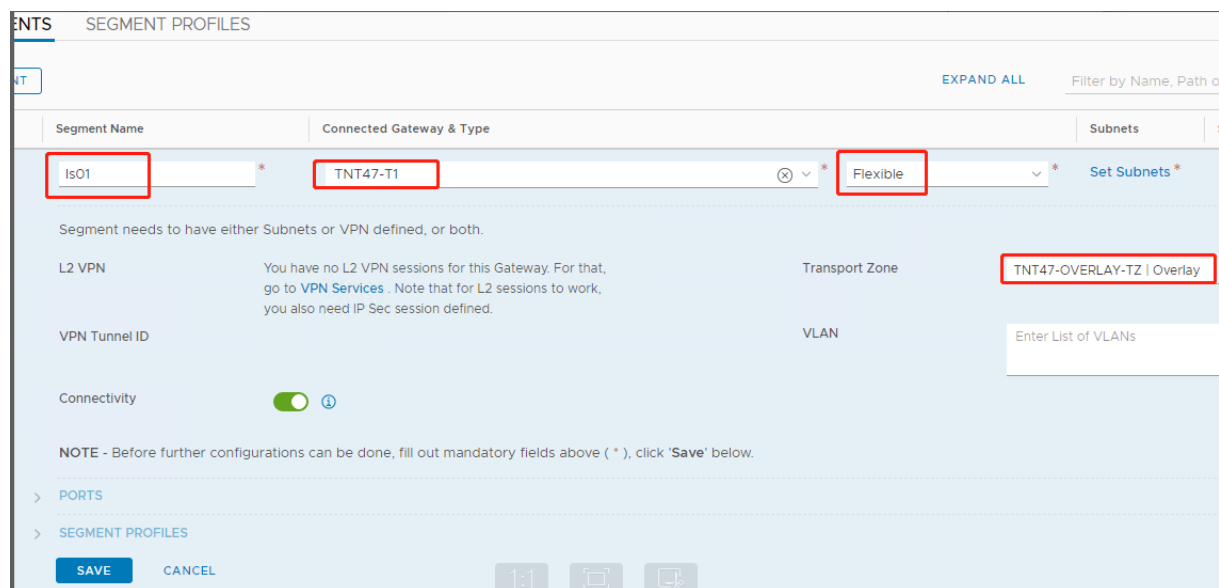 ENTS SEGMENT PROFILES
NT EXPAND ALL Filter by Name, Path o
Segment Name Connected Gateway & Type Subnets
ls01 * TNT47-T1 * Flexible * Set Subnets *
Segment needs to have either Subnets or VPN defined, or both.
L2 VPN You have no L2 VPN sessions for this Gateway. For that, Transport Zone TNT47-OVERLAY-TZ | Overlay
go to VPN Services . Note that for L2 sessions to work,
you also need IP Sec session defined.
VPN Tunnel ID VLAN Enter List of VLANs
Connectivity
NOTE - Before further configurations can be done, fill out mandatory fields above ( * ), click 'Save' below.
PORTS
SEGMENT PROFILES
SAVE CANCEL
1:1